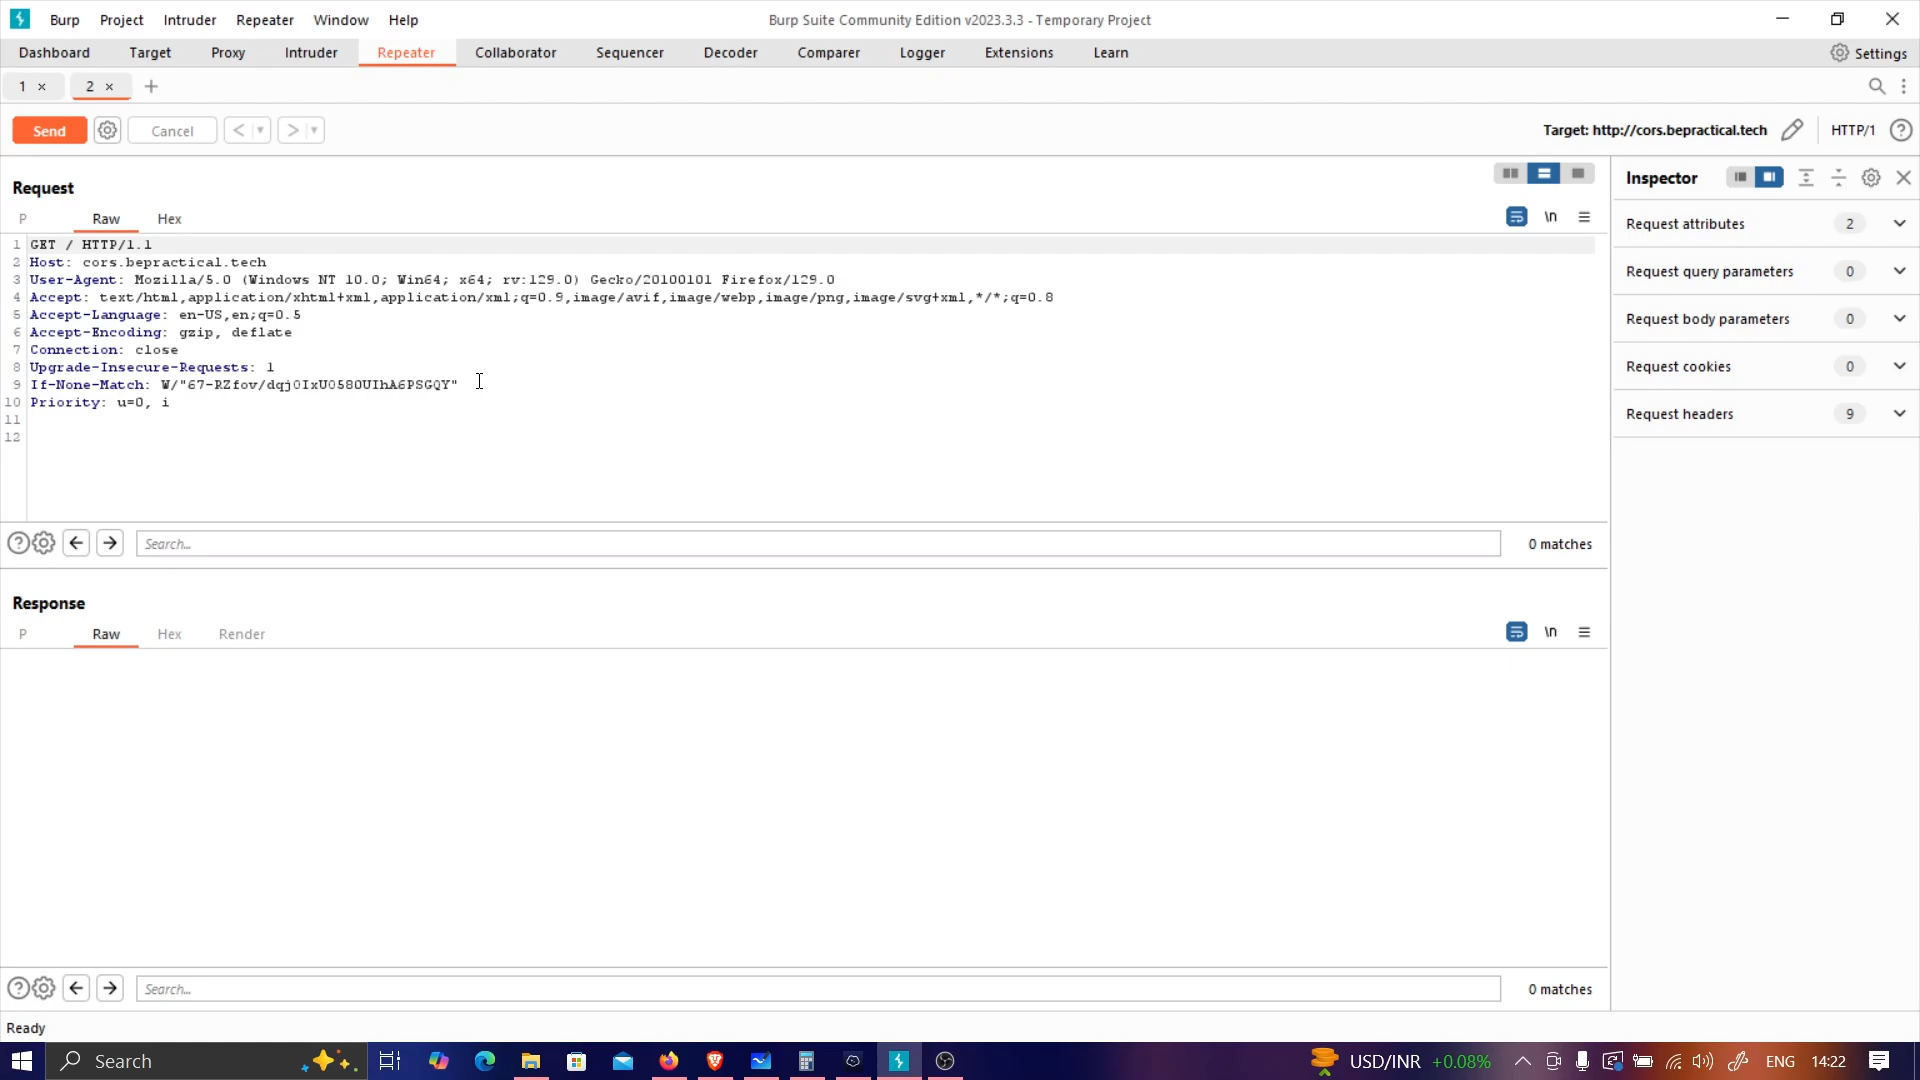 Burp Project Intruder Repeater Window Help Burp Suite Community Edition v2023.3.3 - Temporary Project
Dashboard Target Proxy Intruder Repeater Collaborator Sequencer Decoder Comparer Logger Extensions Learn Settings
1 × 2 × +
Send Cancel < > Target: http://cors.bepractical.tech HTTP/1 ?
Request
Inspector
P Raw Hex \n
Request attributes 2
Request query parameters 0
Request body parameters 0
Request cookies 0
Request headers 9
1 GET / HTTP/1.1
2 Host: cors.bepractical.tech
3 User-Agent: Mozilla/5.0 (Windows NT 10.0; Win64; x64; rv:129.0) Gecko/20100101 Firefox/129.0
4 Accept: text/html,application/xhtml+xml,application/xml;q=0.9,image/avif,image/webp,image/png,image/svg+xml,*/*;q=0.8
5 Accept-Language: en-US,en;q=0.5
6 Accept-Encoding: gzip, deflate
7 Connection: close
8 Upgrade-Insecure-Requests: 1
9 If-None-Match: W/"67-RZfov/dqj0IxU0580UIhA6PSGQY"
10 Priority: u=0, i
11
12
? Search... 0 matches
Response
P Raw Hex Render \n
? Search... 0 matches
Ready
Search USD/INR +0.08% ENG 14:22